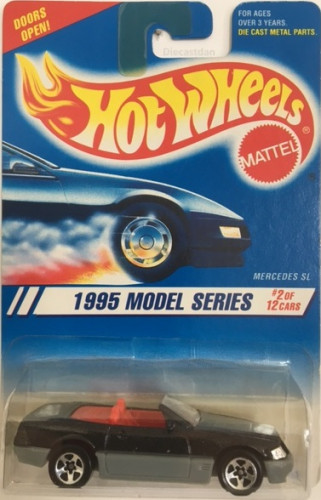 DOORS
OPEN!
FOR AGES
OVER 3 YEARS.
DIE CAST METAL PARTS.
Diecastdon
HOT WHEELS
®
MATTEL
MERCEDES SL
1995 MODEL SERIES
#2 OF
12 CARS